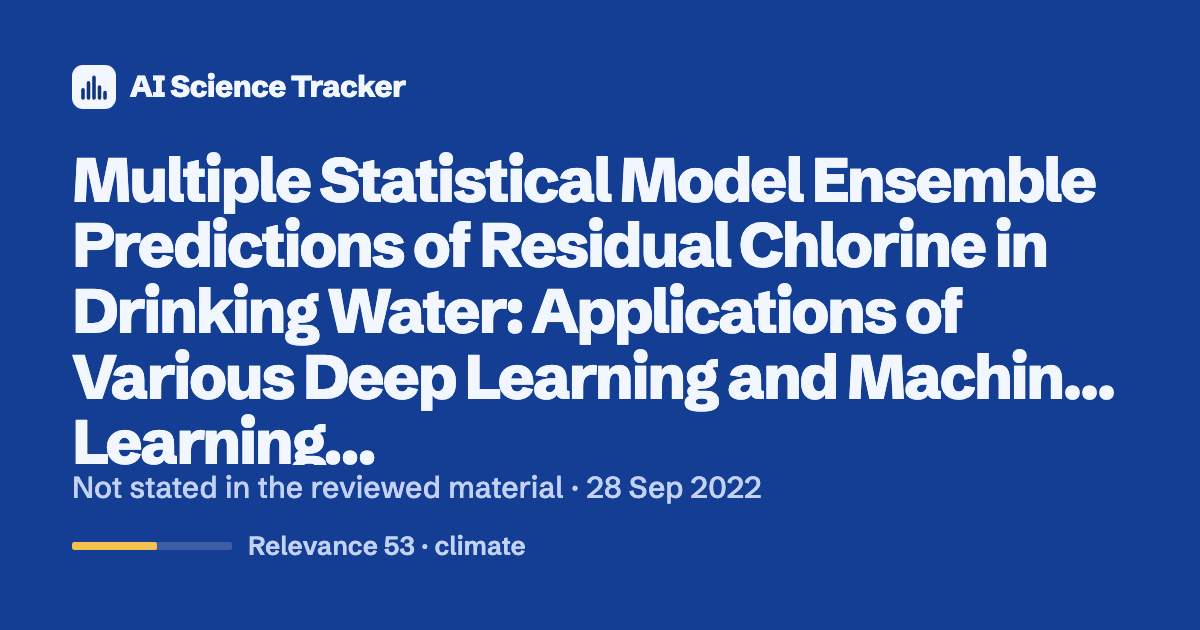 AI Science Tracker
Multiple Statistical Model Ensemble
Predictions of Residual Chlorine in
Drinking Water: Applications of
Various Deep Learning and Machin...
Learning...
Not stated in the reviewed material · 28 Sep 2022
Relevance 53 · climate